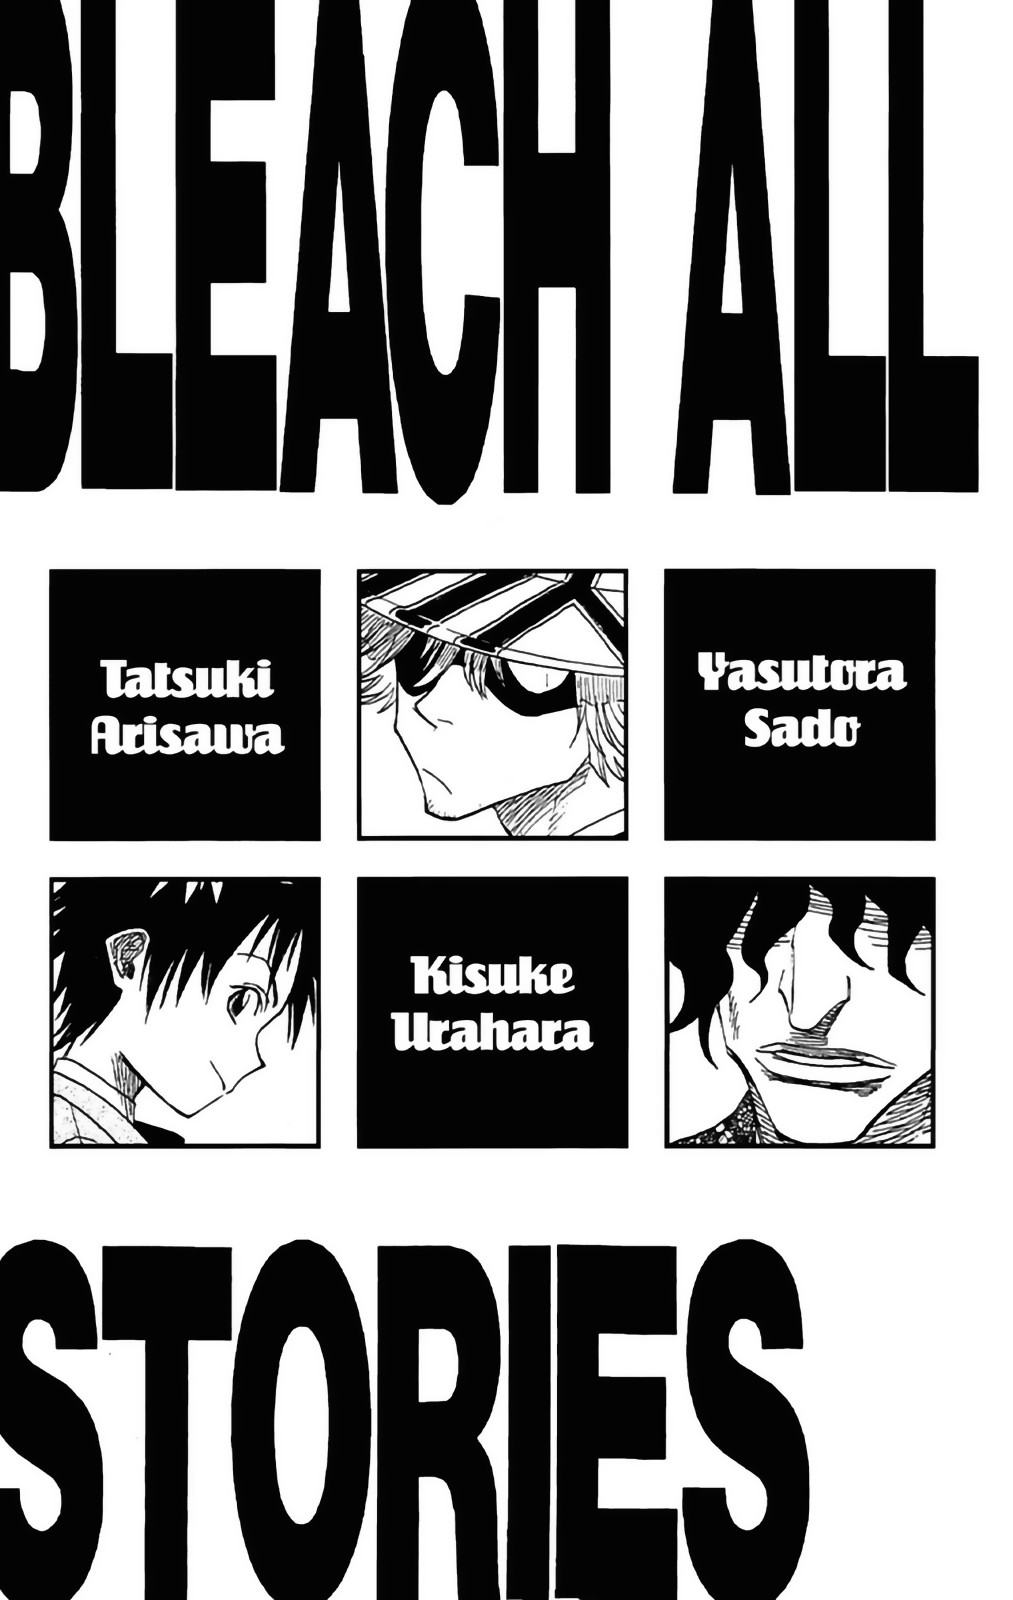 BLEACH ALL
Tatsuki
Arisawa
Yasutora
Sado
Kisuke
Urahara
STORIES